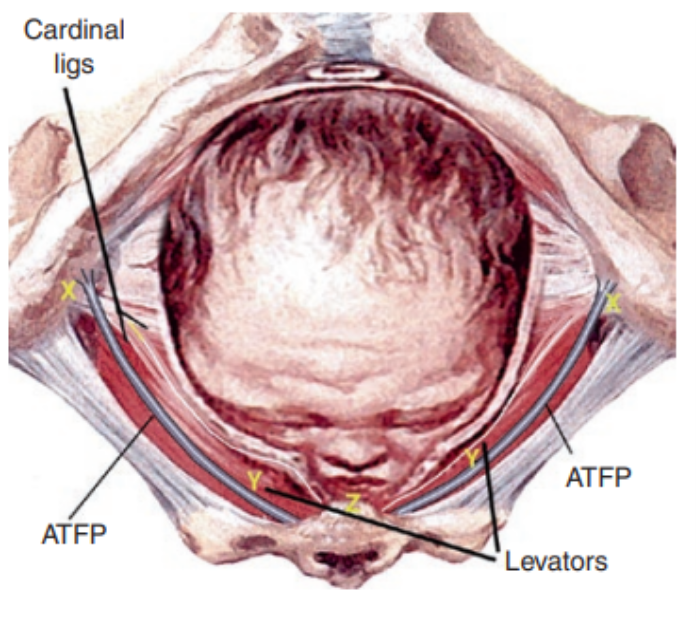 Cardinal
ligs
X
X
Y
Y
Z
ATFP
ATFP
Levators